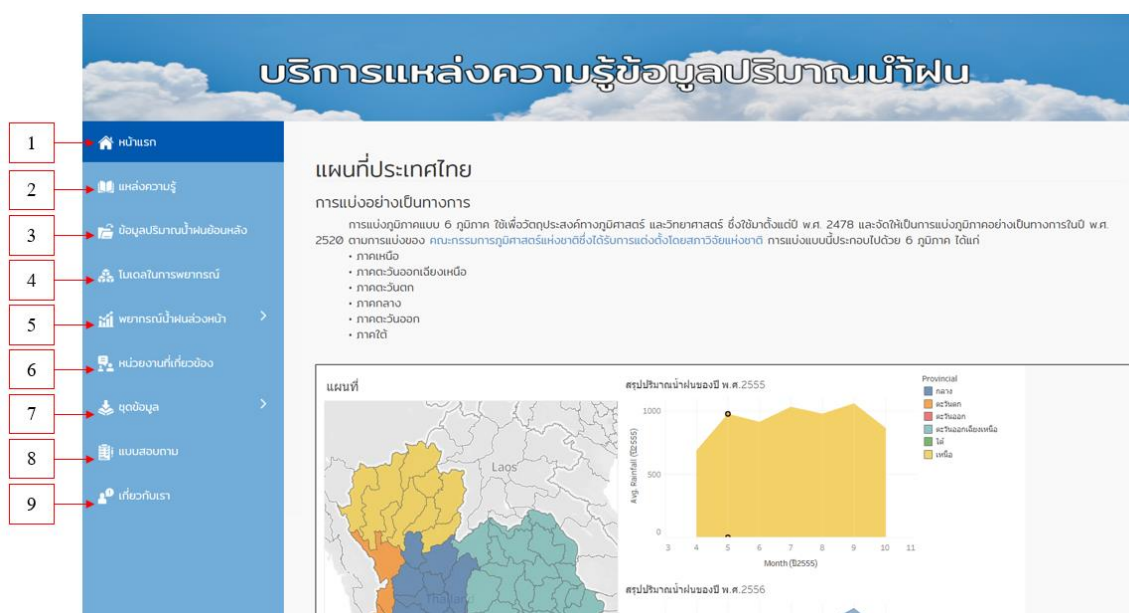 บริการแหล่งความรู้ข้อมูลปริมาณน้ำฝน
1
หน้าแรก
2
แหล่งความรู้
3
ข้อมูลปริมาณน้ำฝนย้อนหลัง
4
โมเดลในการพยากรณ์
5
พยากรณ์น้ำฝนล่วงหน้า
6
หน่วยงานที่เกี่ยวข้อง
7
ชุดข้อมูล
8
แบบสอบถาม
9
เกี่ยวกับเรา
แผนที่ประเทศไทย
การแบ่งอย่างเป็นทางการ
การแบ่งภูมิภาคแบบ 6 ภูมิภาค ใช้เพื่อวัตถุประสงค์ทางภูมิศาสตร์ และวิทยาศาสตร์ ซึ่งใช้มาตั้งแต่ปี พ.ศ. 2478 และจัดให้เป็นการแบ่งภูมิภาคอย่างเป็นทางการในปี พ.ศ.
2520 ตามการแบ่งของ คณะกรรมการภูมิศาสตร์แห่งชาติซึ่งได้รับการแต่งตั้งโดยสภาวิจัยแห่งชาติ การแบ่งแบบนี้ประกอบไปด้วย 6 ภูมิภาค ได้แก่
• ภาคเหนือ
• ภาคตะวันออกเฉียงเหนือ
• ภาคตะวันตก
• ภาคกลาง
• ภาคตะวันออก
• ภาคใต้
แผนที่
Laos
Thailand
สรุปปริมาณน้ำฝนของปี พ.ศ.2555
1000
500
0
Avg. Rainfall (ปี2555)
3 4 5 6 7 8 9 10 11
Month (ปี2555)
Provincial
กลาง
ตะวันตก
ตะวันออก
ตะวันออกเฉียงเหนือ
ใต้
เหนือ
สรุปปริมาณน้ำฝนของปี พ.ศ.2556